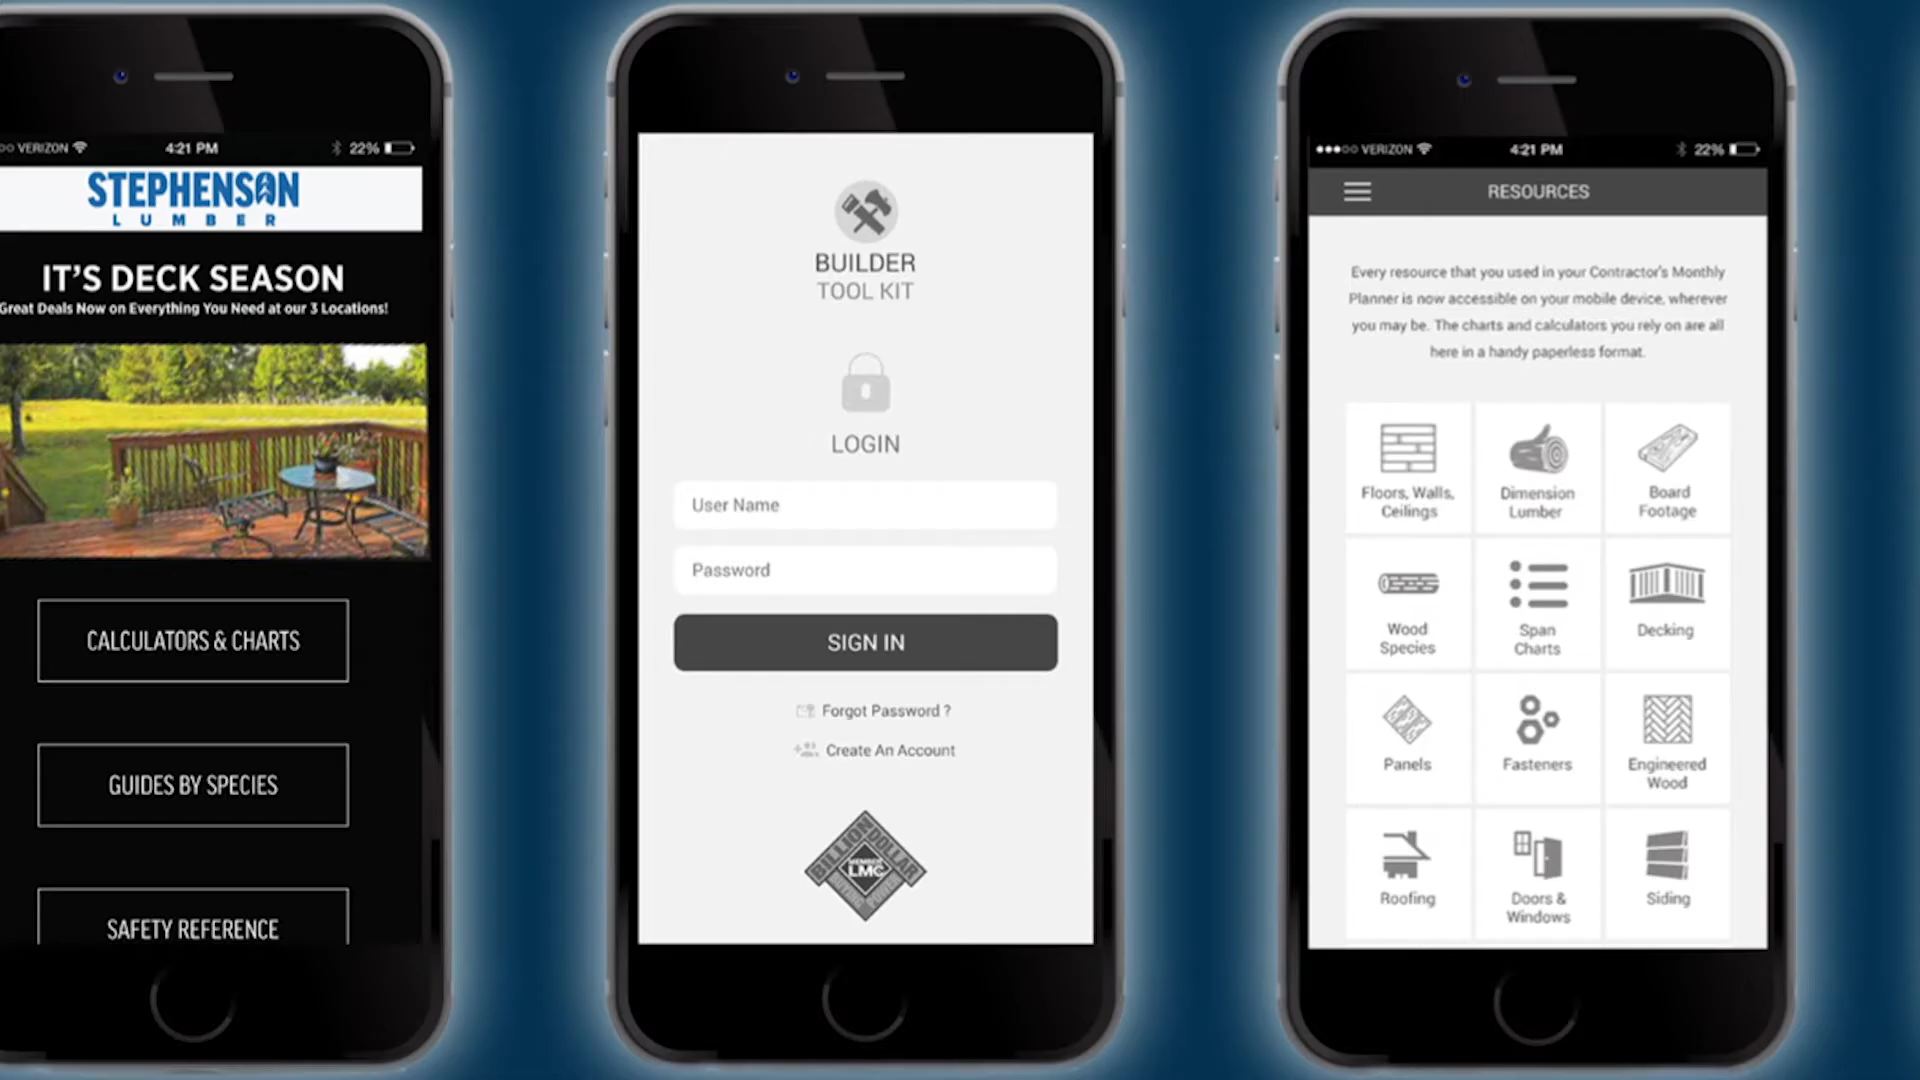 VERIZON
4:21 PM
22%
STEPHENSON
LUMBER
IT'S DECK SEASON
Great Deals Now on Everything You Need at our 3 Locations!
CALCULATORS & CHARTS
GUIDES BY SPECIES
SAFETY REFERENCE
BUILDER
TOOL KIT
LOGIN
User Name
Password
SIGN IN
Forgot Password ?
Create An Account
BILLION DOLLAR
MEMBER
LMC
BUYING POWER
VERIZON
4:21 PM
22%
RESOURCES
Every resource that you used in your Contractor's Monthly
Planner is now accessible on your mobile device, wherever
you may be. The charts and calculators you rely on are all
here in a handy paperless format.
Floors, Walls,
Ceilings
Dimension
Lumber
Board
Footage
Wood
Species
Span
Charts
Decking
Panels
Fasteners
Engineered
Wood
Roofing
Doors &
Windows
Siding